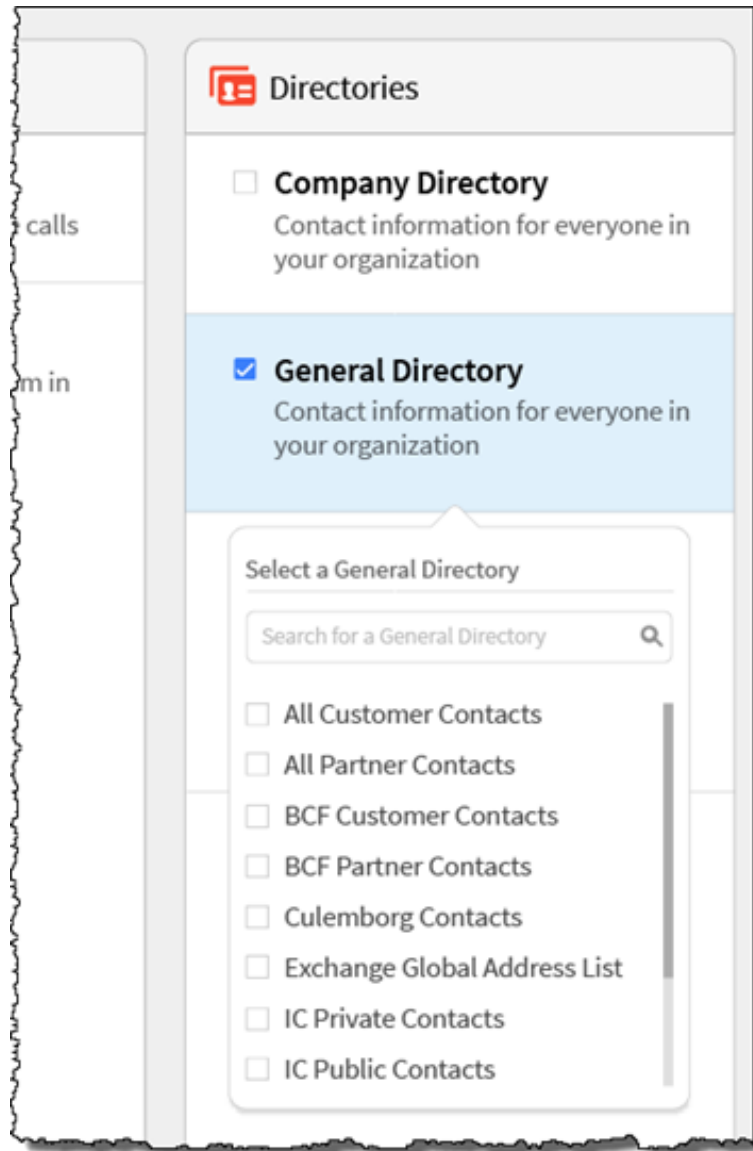 Directories
calls
m in
Company Directory
Contact information for everyone in
your organization
General Directory
Contact information for everyone in
your organization
Select a General Directory
Search for a General Directory
All Customer Contacts
All Partner Contacts
BCF Customer Contacts
BCF Partner Contacts
Culemborg Contacts
Exchange Global Address List
IC Private Contacts
IC Public Contacts